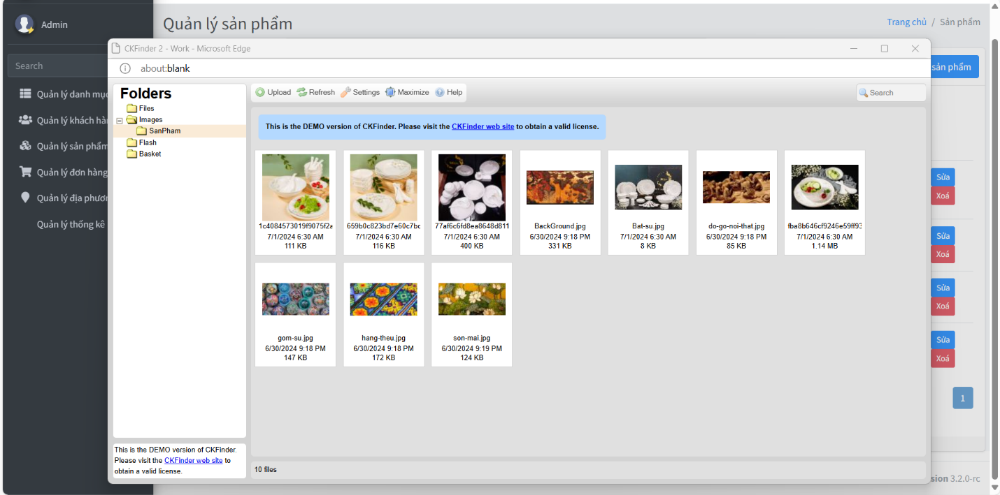 Admin
Quản lý sản phẩm
Trang chủ / Sản phẩm
CKFinder 2 - Work - Microsoft Edge
Search
about:blank
sản phẩm
Quản lý danh mục
Quản lý khách hàn
Quản lý sản phẩm
Quản lý đơn hàng
Quản lý địa phươn
Quản lý thống kê
Folders
Files
Images
SanPham
Flash
Basket
Upload Refresh Settings Maximize Help
Search
This is the DEMO version of CKFinder. Please visit the CKFinder web site to obtain a valid license.
1c4084573019f9075f2a
7/1/2024 6:30 AM
111 KB
659b0c823bd7e60c7bc
7/1/2024 6:30 AM
116 KB
77af6c6fd8ea8648d811
7/1/2024 6:30 AM
400 KB
BackGround.jpg
6/30/2024 9:18 PM
331 KB
Bat-su.jpg
7/1/2024 6:30 AM
8 KB
do-go-noi-that.jpg
6/30/2024 9:18 PM
85 KB
fba8b646cf9246e59ff93
7/1/2024 6:30 AM
1.14 MB
gom-su.jpg
6/30/2024 9:18 PM
147 KB
hang-theu.jpg
6/30/2024 9:18 PM
172 KB
son-mai.jpg
6/30/2024 9:19 PM
124 KB
Sửa
Xoá
Sửa
Xoá
Sửa
Xoá
Sửa
Xoá
1
This is the DEMO version of CKFinder.
Please visit the CKFinder web site to
obtain a valid license.
10 files
sion 3.2.0-rc